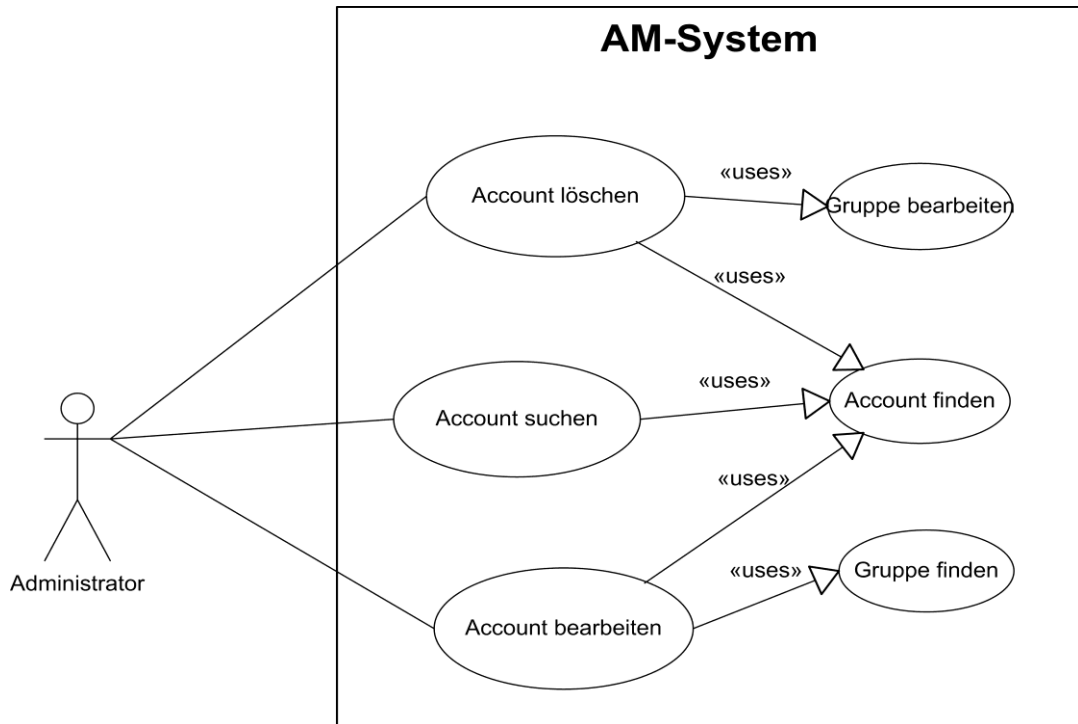 AM-System
«uses»
Account löschen
Gruppe bearbeiten
«uses»
«uses»
Account finden
Account suchen
«uses»
«uses»
Gruppe finden
Administrator
Account bearbeiten